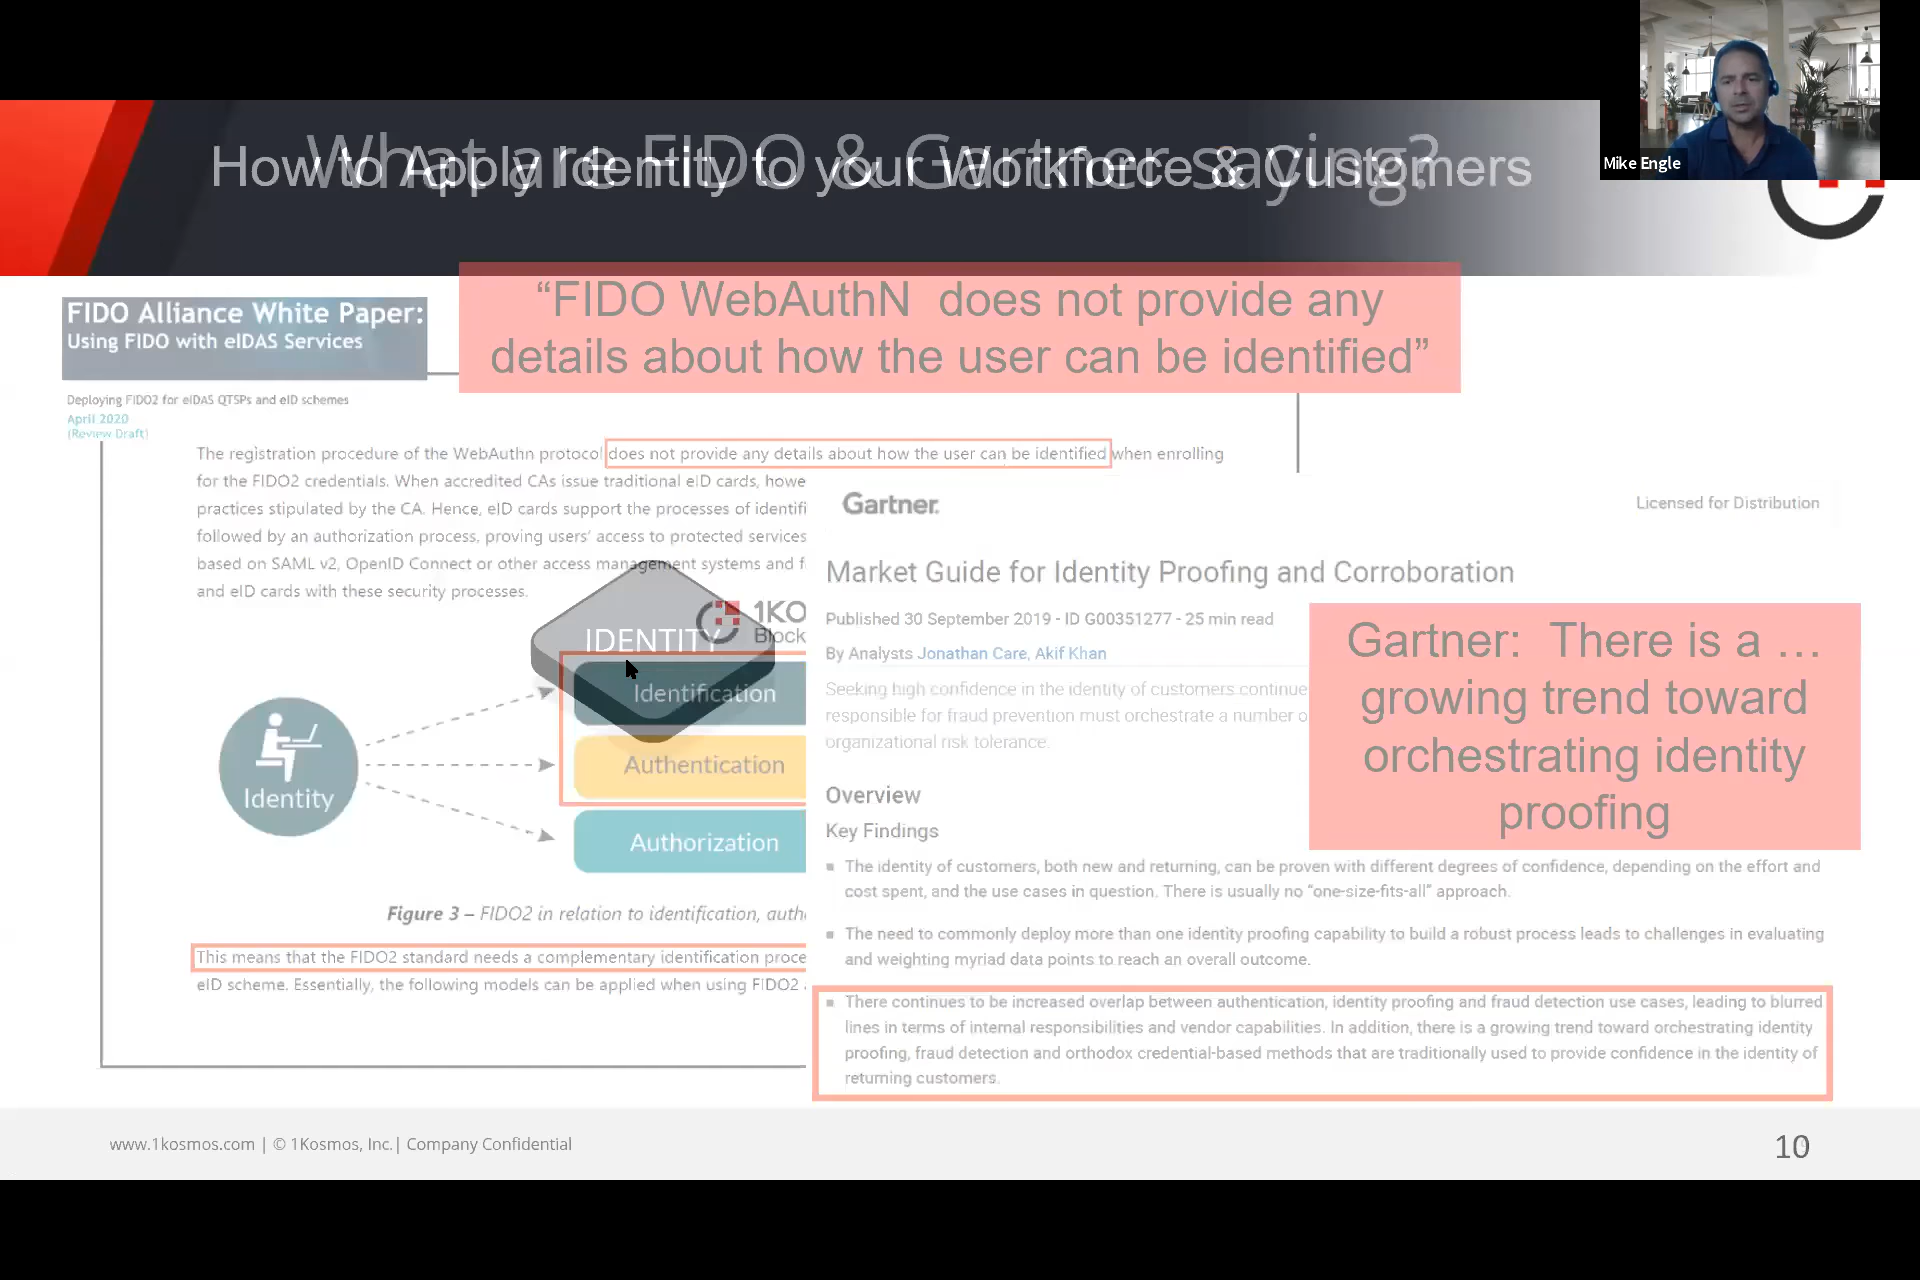 Mike Engle
What are FIDO & Gartner saying?
How to Apply Identity to your Workforce & Customers
FIDO Alliance White Paper:
Using FIDO with eIDAS Services
“FIDO WebAuthN does not provide any
details about how the user can be identified”
Deploying FIDO2 for eIDAS QTSPs and eID schemes
April 2020
(Review Draft)
The registration procedure of the WebAuthn protocol does not provide any details about how the user can be identified when enrolling
for the FIDO2 credentials. When accredited CAs issue traditional eID cards, howe
practices stipulated by the CA. Hence, eID cards support the processes of identifi
followed by an authorization process, proving users’ access to protected services
based on SAML v2, OpenID Connect or other access management systems and f
and eID cards with these security processes.
IDENTITY
1KO
Block
Identity
Identification
Authentication
Authorization
Figure 3 – FIDO2 in relation to identification, authe
This means that the FIDO2 standard needs a complementary identification proce
eID scheme. Essentially, the following models can be applied when using FIDO2
Gartner
Licensed for Distribution
Market Guide for Identity Proofing and Corroboration
Published 30 September 2019 - ID G00351277 - 25 min read
By Analysts Jonathan Care, Akif Khan
Seeking high confidence in the identity of customers continue
responsible for fraud prevention must orchestrate a number o
organizational risk tolerance.
Gartner: There is a …
growing trend toward
orchestrating identity
proofing
Overview
Key Findings
The identity of customers, both new and returning, can be proven with different degrees of confidence, depending on the effort and
cost spent, and the use cases in question. There is usually no “one-size-fits-all” approach.
The need to commonly deploy more than one identity proofing capability to build a robust process leads to challenges in evaluating
and weighting myriad data points to reach an overall outcome.
There continues to be increased overlap between authentication, identity proofing and fraud detection use cases, leading to blurred
lines in terms of internal responsibilities and vendor capabilities. In addition, there is a growing trend toward orchestrating identity
proofing, fraud detection and orthodox credential-based methods that are traditionally used to provide confidence in the identity of
returning customers.
www.1kosmos.com | © 1Kosmos, Inc.| Company Confidential
10